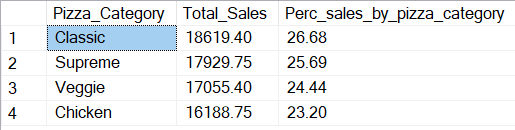 Pizza_Category Total_Sales Perc_sales_by_pizza_category
1 Classic 18619.40 26.68
2 Supreme 17929.75 25.69
3 Veggie 17055.40 24.44
4 Chicken 16188.75 23.20